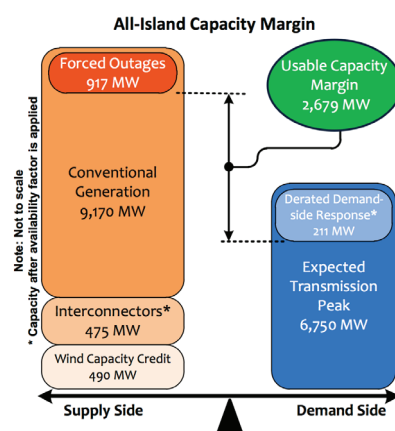 All-Island Capacity Margin
Note: Not to scale
* Capacity after availability factor is applied
Forced Outages
917 MW
Conventional
Generation
9,170 MW
Interconnectors*
475 MW
Wind Capacity Credit
490 MW
Usable Capacity
Margin
2,679 MW
Derated Demand-
side Response*
211 MW
Expected
Transmission
Peak
6,750 MW
Supply Side
Demand Side